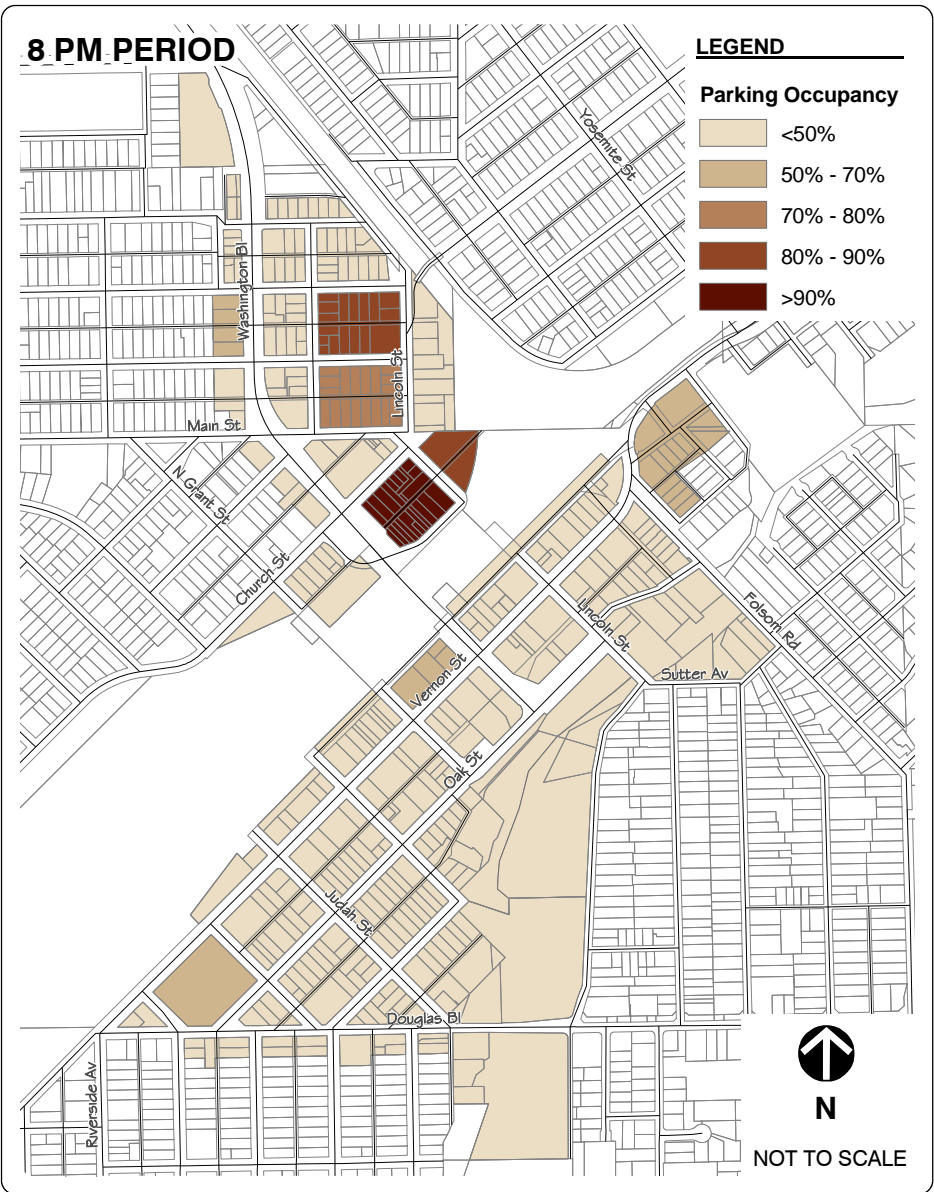 8 PM PERIOD
LEGEND
Parking Occupancy
<50%
50% - 70%
70% - 80%
80% - 90%
>90%
Yosemite St
Washington Bl
Lincoln St
Main St
N Grant St
Church St
Lincoln St
Folsom Rd
Vernon St
Sutter Av
Oak St
Judah St
Douglas Bl
Riverside Av
N
NOT TO SCALE